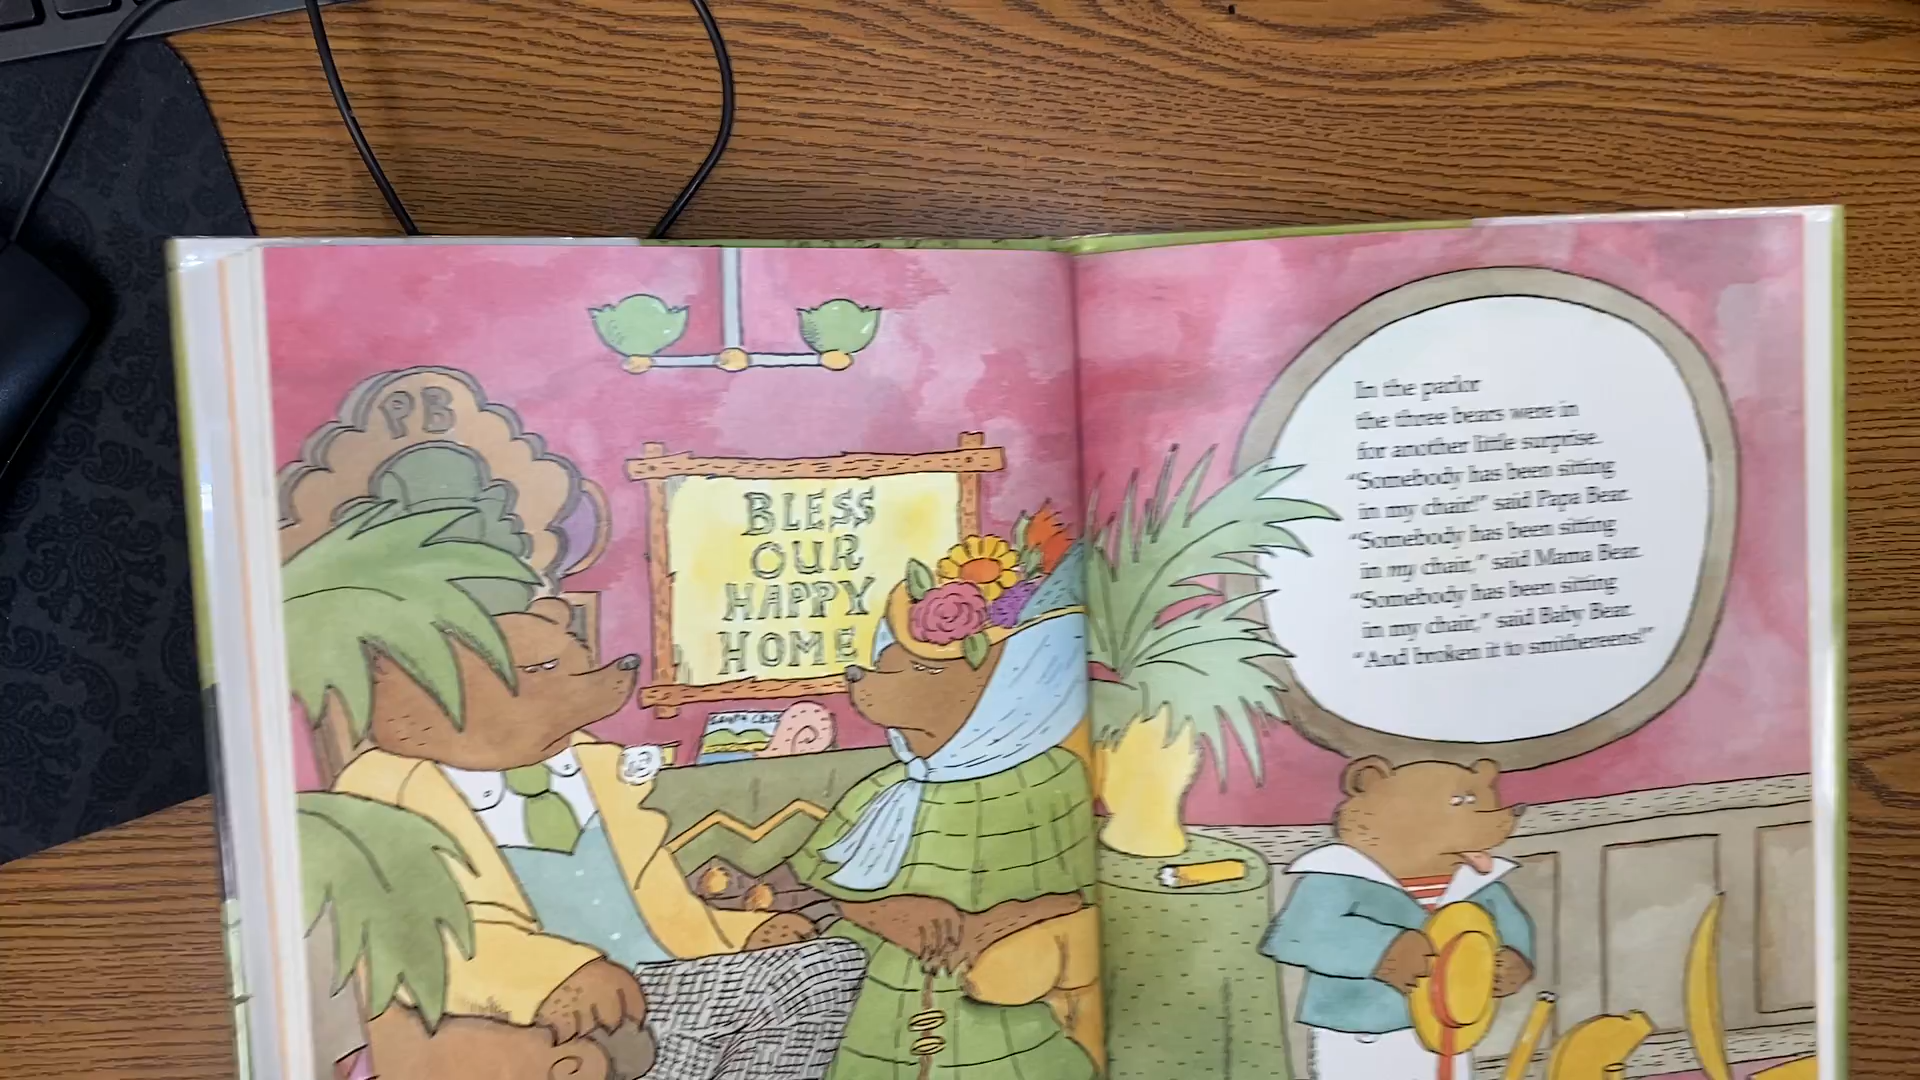 PB
BLESS
OUR
HAPPY
HOME
In the parlor
the three bears were in
for another little surprise.
“Somebody has been sitting
in my chair!” said Papa Bear.
“Somebody has been sitting
in my chair,” said Mama Bear.
“Somebody has been sitting
in my chair,” said Baby Bear.
“And broken it to smithereens!”